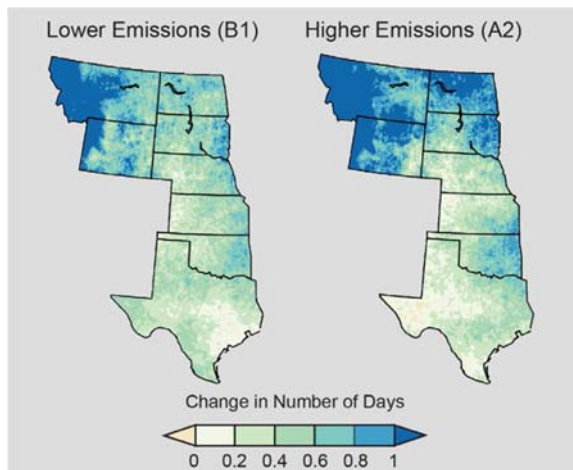 Lower Emissions (B1) Higher Emissions (A2)
Change in Number of Days
0 0.2 0.4 0.6 0.8 1